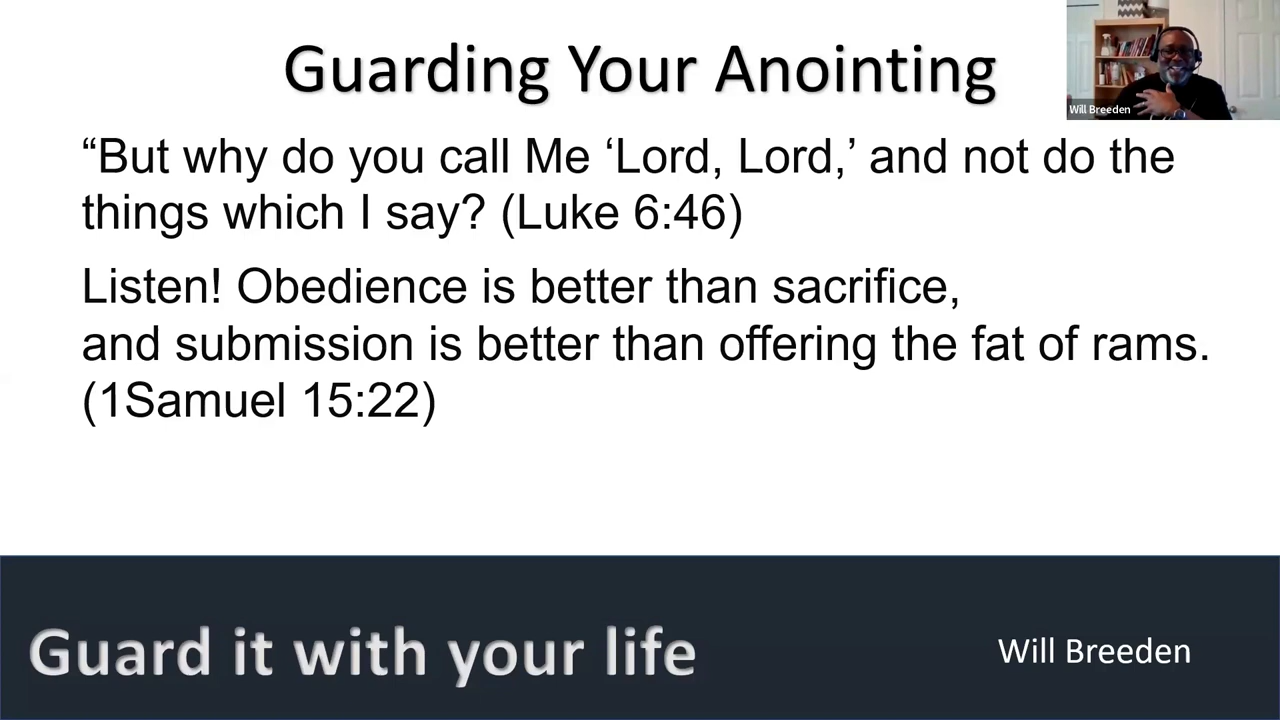 Guarding Your Anointing
Will Breeden
“But why do you call Me ‘Lord, Lord,’ and not do the
things which I say? (Luke 6:46)
Listen! Obedience is better than sacrifice,
and submission is better than offering the fat of rams.
(1Samuel 15:22)
Guard it with your life
Will Breeden